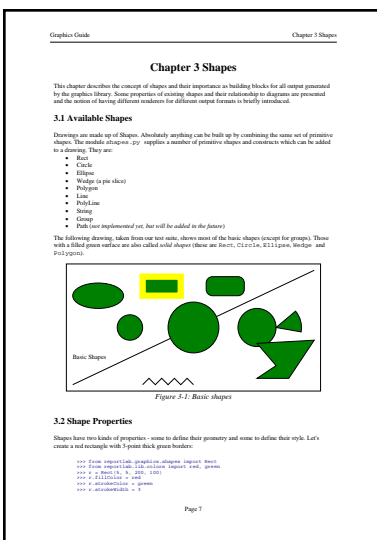 Graphics Guide Chapter 3 Shapes
Chapter 3 Shapes
This chapter describes the concept of shapes and their importance as building blocks for all output generated
by the graphics library. Some properties of existing shapes and their relationship to diagrams are presented
and the notion of having different renderers for different output formats is briefly introduced.
3.1 Available Shapes
Drawings are made up of Shapes. Absolutely anything can be built up by combining the same set of primitive
shapes. The module shapes.py supplies a number of primitive shapes and constructs which can be added
to a drawing. They are:
• Rect
• Circle
• Ellipse
• Wedge (a pie slice)
• Polygon
• Line
• PolyLine
• String
• Group
• Path (not implemented yet, but will be added in the future)
The following drawing, taken from our test suite, shows most of the basic shapes (except for groups). Those
with a filled green surface are also called solid shapes (these are Rect, Circle, Ellipse, Wedge and
Polygon).
Basic Shapes
Figure 3-1: Basic shapes
3.2 Shape Properties
Shapes have two kinds of properties - some to define their geometry and some to define their style. Let's
create a red rectangle with 3-point thick green borders:
>>> from reportlab.graphics.shapes import Rect
>>> from reportlab.lib.colors import red, green
>>> r = Rect(5, 5, 200, 100)
>>> r.fillColor = red
>>> r.strokeColor = green
>>> r.strokeWidth = 3
Page 7